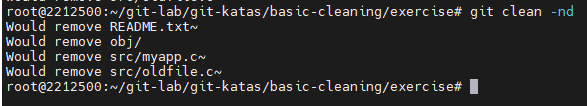 root@2212500:~/git-lab/git-katas/basic-cleaning/exercise# git clean -nd
Would remove README.txt~
Would remove obj/
Would remove src/myapp.c~
Would remove src/oldfile.c~
root@2212500:~/git-lab/git-katas/basic-cleaning/exercise#